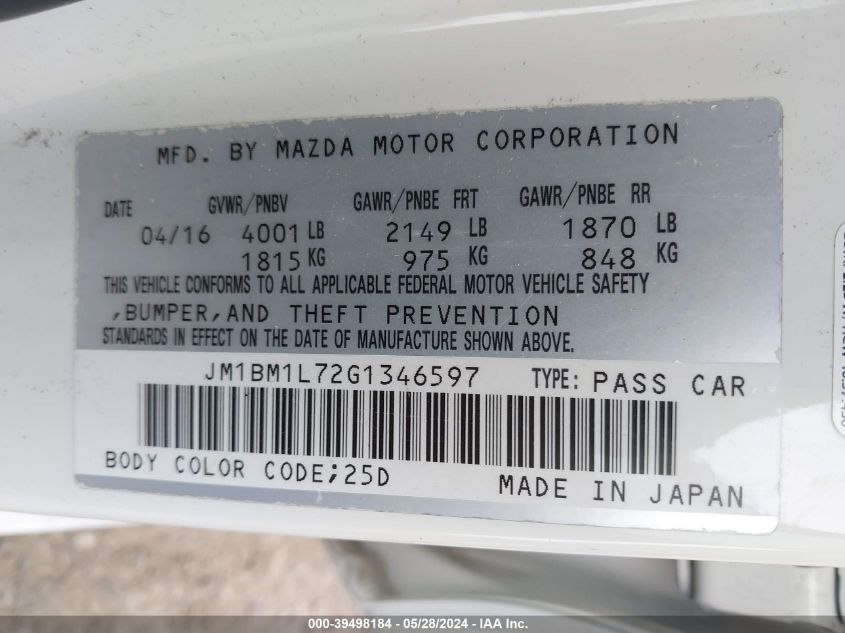 MFD. BY MAZDA MOTOR CORPORATION
DATE GVWR/PNBV GAWR/PNBE FRT GAWR/PNBE RR
04/16 4001 LB 2149 LB 1870 LB
1815 KG 975 KG 848 KG
THIS VEHICLE CONFORMS TO ALL APPLICABLE FEDERAL MOTOR VEHICLE SAFETY
,BUMPER,AND THEFT PREVENTION
STANDARDS IN EFFECT ON THE DATE OF MANUFACTURE SHOWN ABOVE.
JM1BM1L72G1346597 TYPE: PASS CAR
BODY COLOR CODE;25D
MADE IN JAPAN
000-39498184 - 05/28/2024 - IAA Inc.